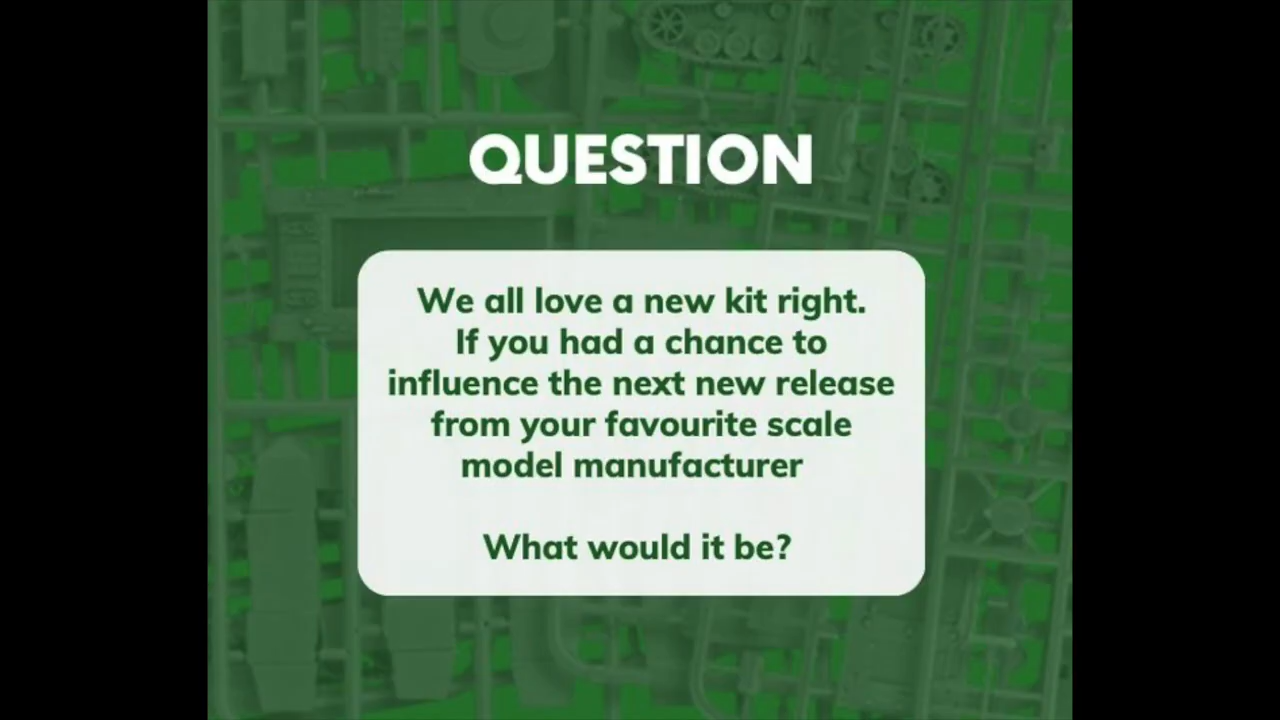 QUESTION
We all love a new kit right.
If you had a chance to
influence the next new release
from your favourite scale
model manufacturer
What would it be?